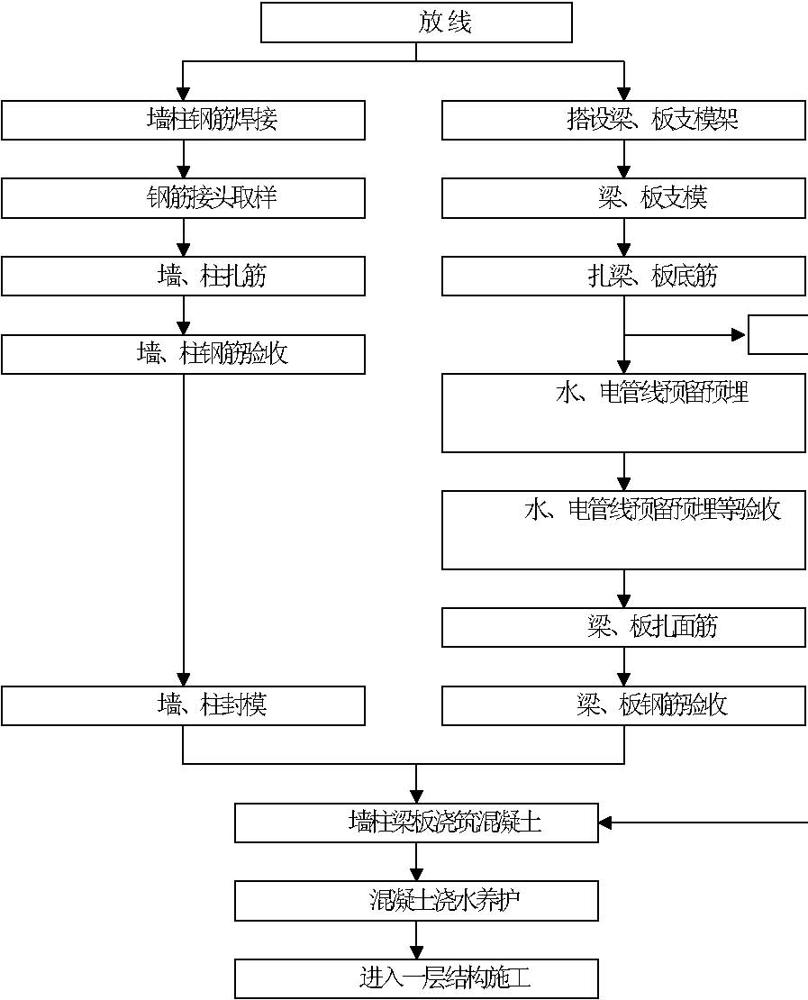 放 线
墙柱钢筋焊接
搭设梁、板支模架
钢筋接头取样
梁、板支模
墙、柱扎筋
扎梁、板底筋
墙、柱钢筋验收
水、电管线预留预埋
水、电管线预留预埋等验收
梁、板扎面筋
墙、柱封模
梁、板钢筋验收
墙柱梁板浇筑混凝土
混凝土浇水养护
进入一层结构施工